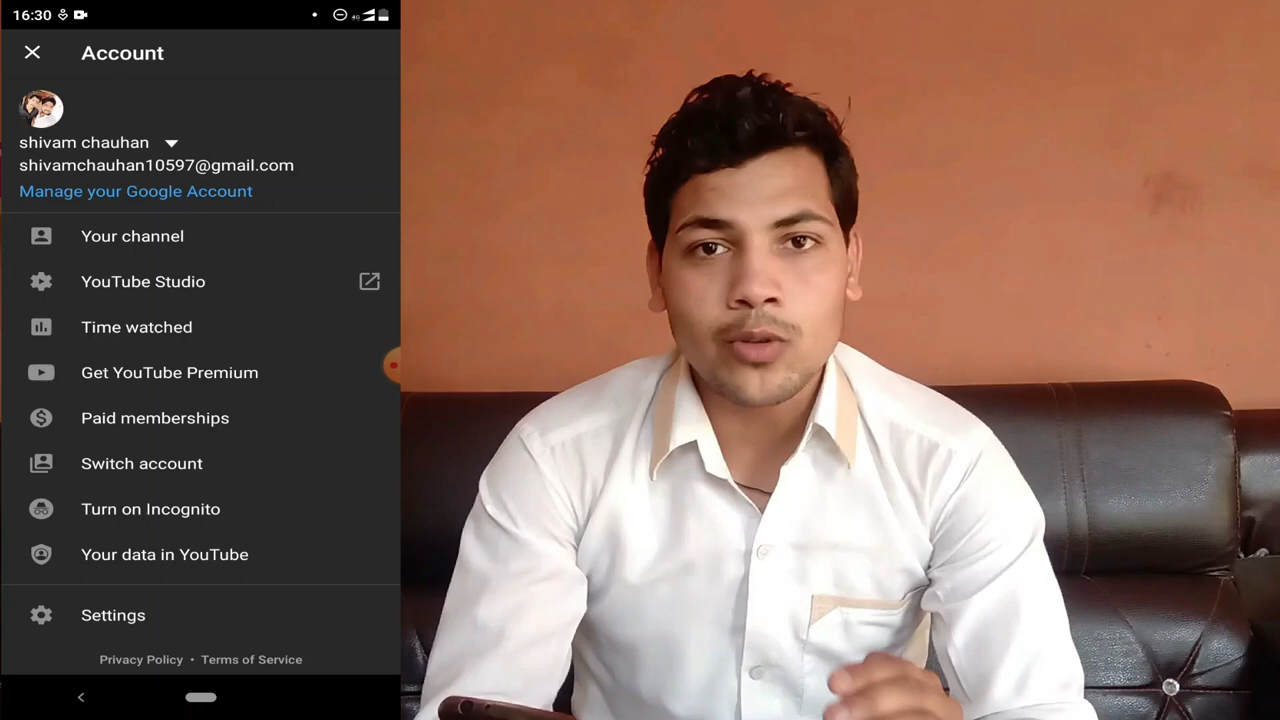 16:30
4G
Account
shivam chauhan
shivamchauhan10597@gmail.com
Manage your Google Account
Your channel
YouTube Studio
Time watched
Get YouTube Premium
Paid memberships
Switch account
Turn on Incognito
Your data in YouTube
Settings
Privacy Policy • Terms of Service